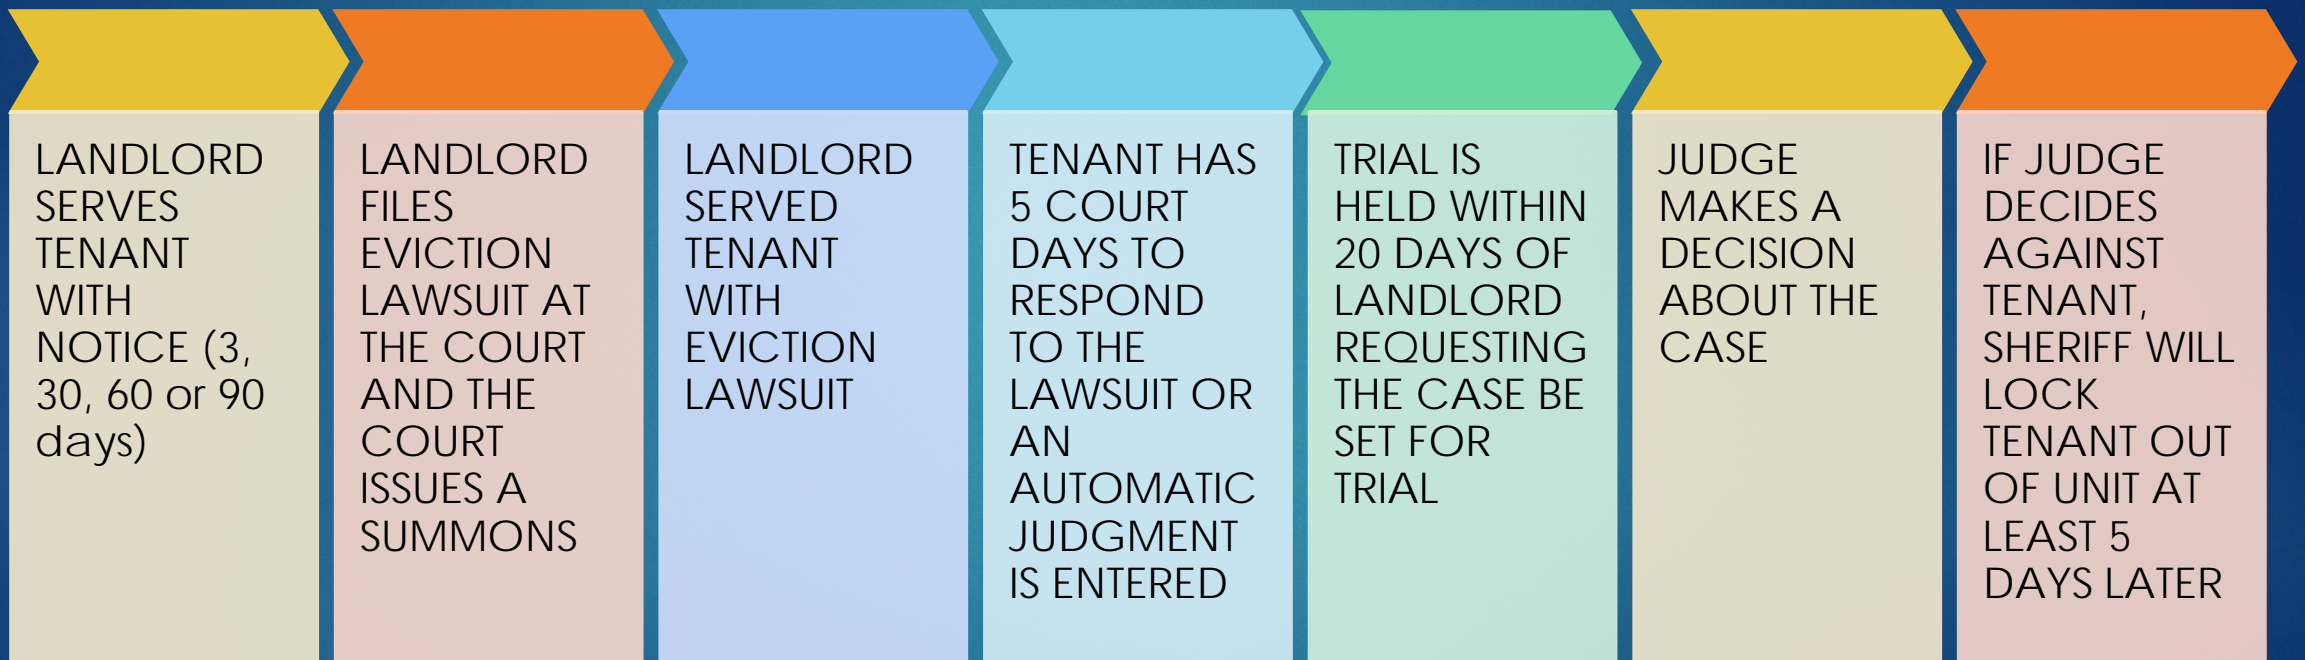 LANDLORD
SERVES
TENANT
WITH
NOTICE (3,
30, 60 or 90
days)
LANDLORD
FILES
EVICTION
LAWSUIT AT
THE COURT
AND THE
COURT
ISSUES A
SUMMONS
LANDLORD
SERVED
TENANT
WITH
EVICTION
LAWSUIT
TENANT HAS
5 COURT
DAYS TO
RESPOND
TO THE
LAWSUIT OR
AN
AUTOMATIC
JUDGMENT
IS ENTERED
TRIAL IS
HELD WITHIN
20 DAYS OF
LANDLORD
REQUESTING
THE CASE BE
SET FOR
TRIAL
JUDGE
MAKES A
DECISION
ABOUT THE
CASE
IF JUDGE
DECIDES
AGAINST
TENANT,
SHERIFF WILL
LOCK
TENANT OUT
OF UNIT AT
LEAST 5
DAYS LATER